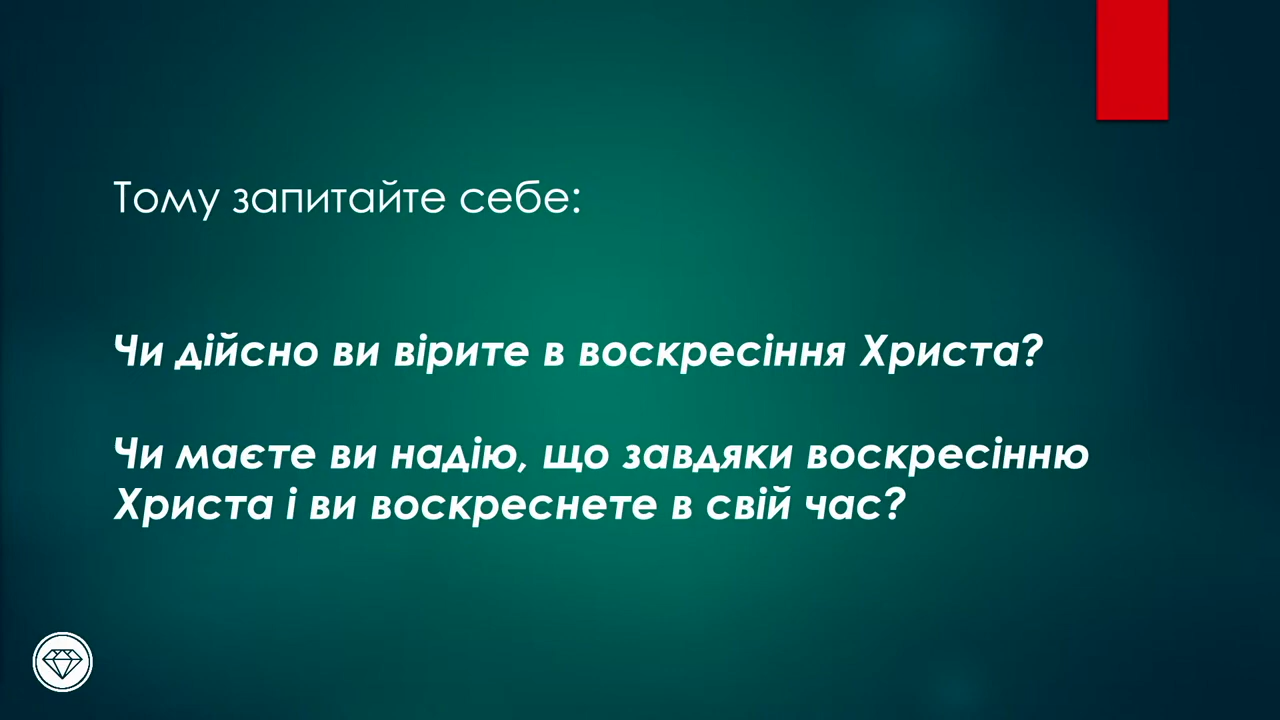 Тому запитайте себе:
Чи дійсно ви вірите в воскресіння Христа?
Чи маєте ви надію, що завдяки воскресінню
Христа і ви воскреснете в свій час?